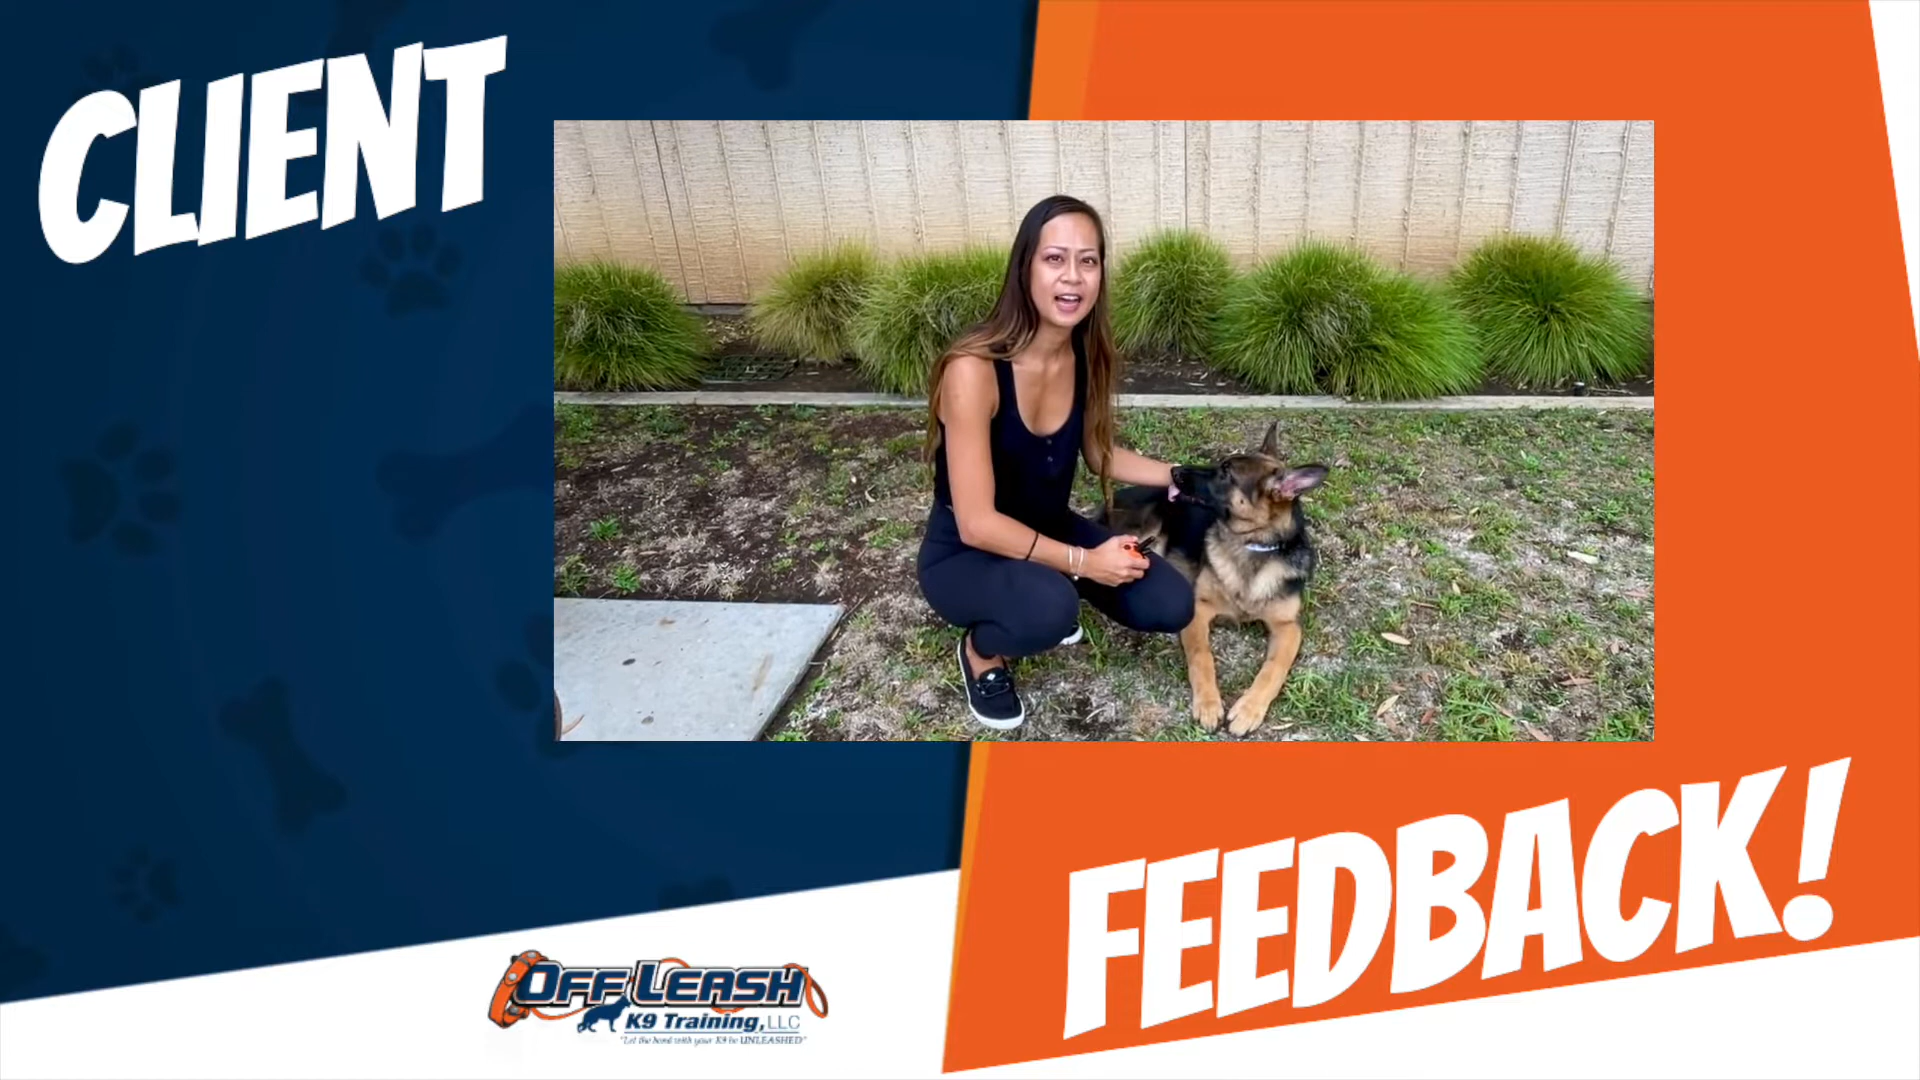 CLIENT
FEEDBACK!
OFF LEASH
K9 Training, LLC
"Let the bond with your K9 be UNLEASHED"